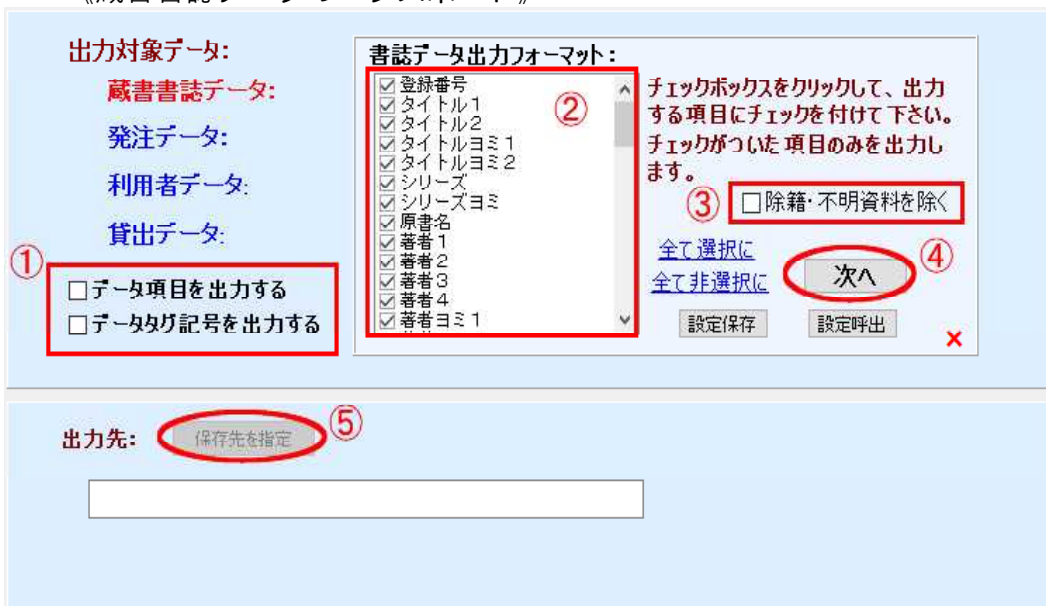 出力対象データ:
蔵書書誌データ:
発注データ:
利用者データ:
貸出データ:
①
□データ項目を出力する
□データタグ記号を出力する
書誌データ出力フォーマット:
☑登録番号
☑タイトル1
☑タイトル2
☑タイトルヨミ1
☑タイトルヨミ2
☑シリーズ
☑シリーズヨミ
☑原書名
☑著者1
☑著者2
☑著者3
☑著者4
☑著者ヨミ1
②
チェックボックスをクリックして、出力
する項目にチェックを付けて下さい。
チェックがついた項目のみを出力し
ます。
③
□除籍・不明資料を除く
全て選択に
全て非選択に
次へ
④
設定保存
設定呼出
×
出力先:
保存先を指定
⑤